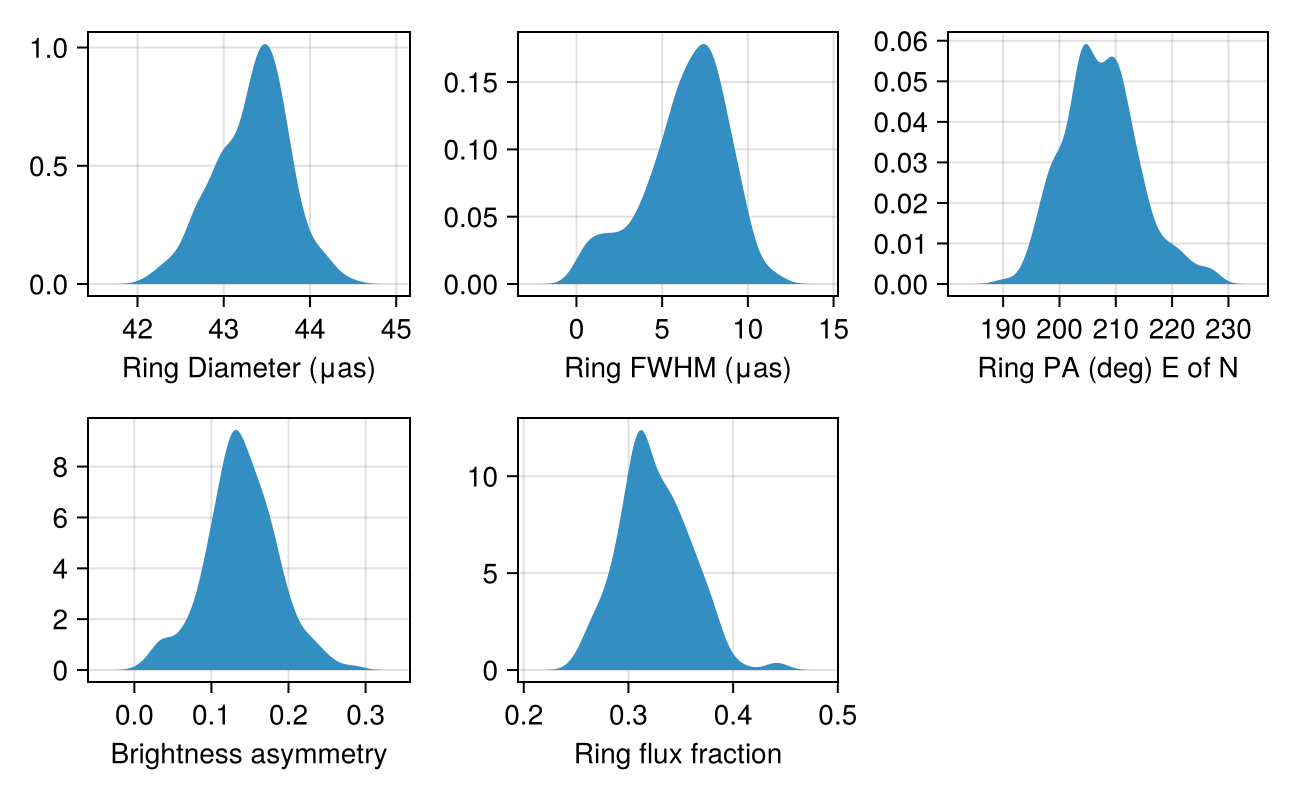 1.0
0.5
0.0
42 43 44 45
Ring Diameter (µas)
0.15
0.10
0.05
0.00
0 5 10 15
Ring FWHM (µas)
0.06
0.05
0.04
0.03
0.02
0.01
0.00
190 200 210 220 230
Ring PA (deg) E of N
8
6
4
2
0
0.0 0.1 0.2 0.3
Brightness asymmetry
10
5
0
0.2 0.3 0.4 0.5
Ring flux fraction